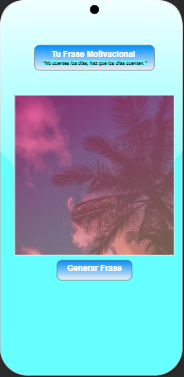 Tu Frase Motivacional
"No cuentes los días, haz que los días cuenten."
Generar Frase